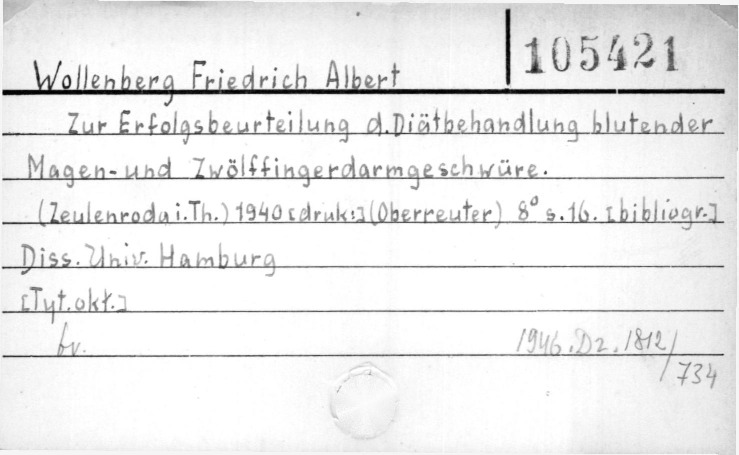 105421
Wollenberg Friedrich Albert
Zur Erfolgsbeurteilung d. Diätbehandlung blutender
Magen- und Zwölffingerdarmgeschwüre.
(Zeulenroda i. Th.) 1940 [druk:] (Oberreuter) 8° s. 16. [bibliogr.]
Diss. Univ. Hamburg
[Tyt. okł.]
br. 1946. Dz. 1812/
734